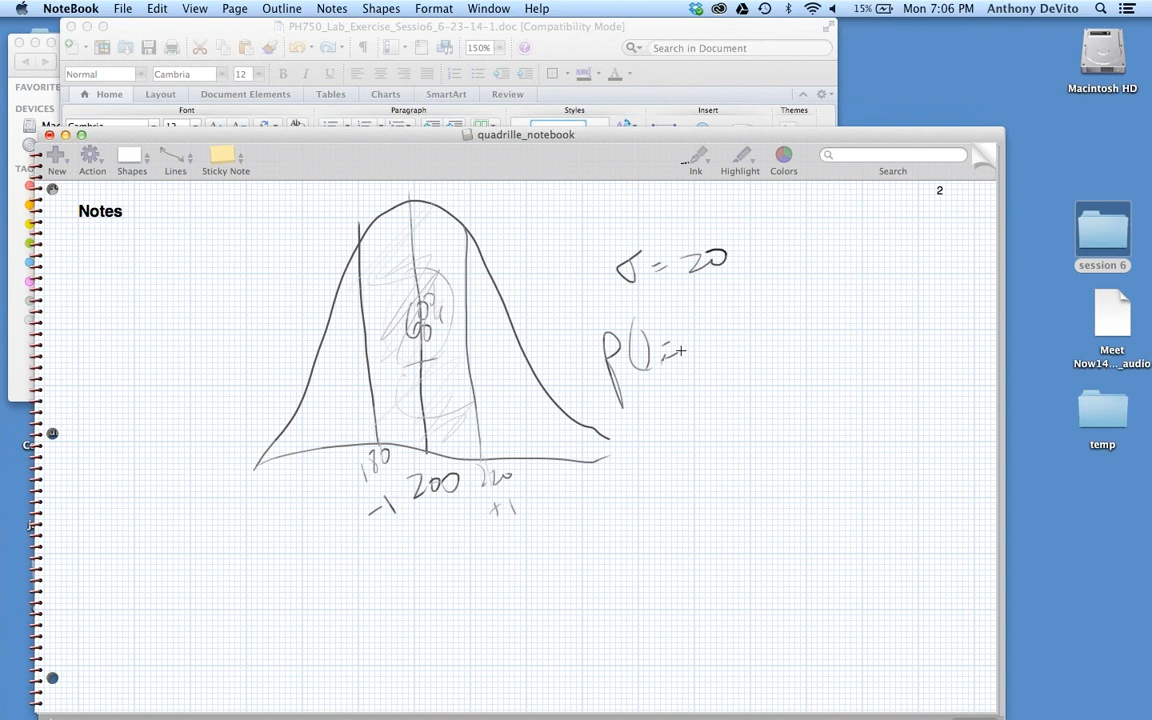 NoteBook File Edit View Page Outline Notes Shapes Format Window Help 15% Mon 7:06 PM Anthony DeVito
PH750_Lab_Exercise_Sessio6_6-23-14-1.doc [Compatibility Mode]
150% Search in Document
FAVORITE
Normal Cambria 12 B I U
Home Layout Document Elements Tables Charts SmartArt Review
DEVICES
Font Paragraph Styles Insert Themes
Macintosh HD
quadrille_notebook
New Action Shapes Lines Sticky Note Ink Highlight Colors Search
2
Notes
σ = 20
68%
P() =
180 200 220
-1 +1
session 6
Meet
Now14..._audio
temp